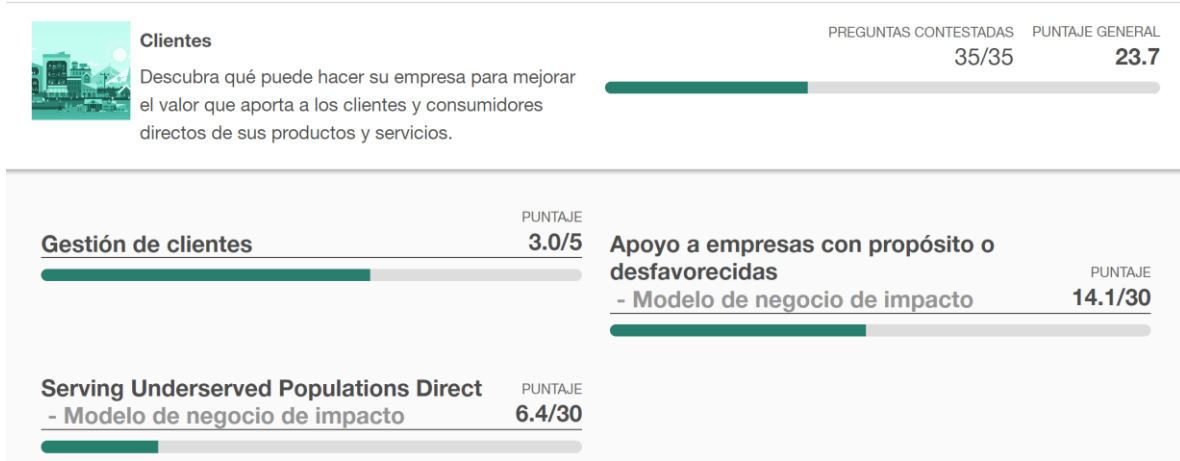 Clientes
Descubra qué puede hacer su empresa para mejorar
el valor que aporta a los clientes y consumidores
directos de sus productos y servicios.
PREGUNTAS CONTESTADAS
35/35
PUNTAJE GENERAL
23.7
Gestión de clientes
PUNTAJE
3.0/5
Apoyo a empresas con propósito o
desfavorecidas
- Modelo de negocio de impacto
PUNTAJE
14.1/30
Serving Underserved Populations Direct
- Modelo de negocio de impacto
PUNTAJE
6.4/30